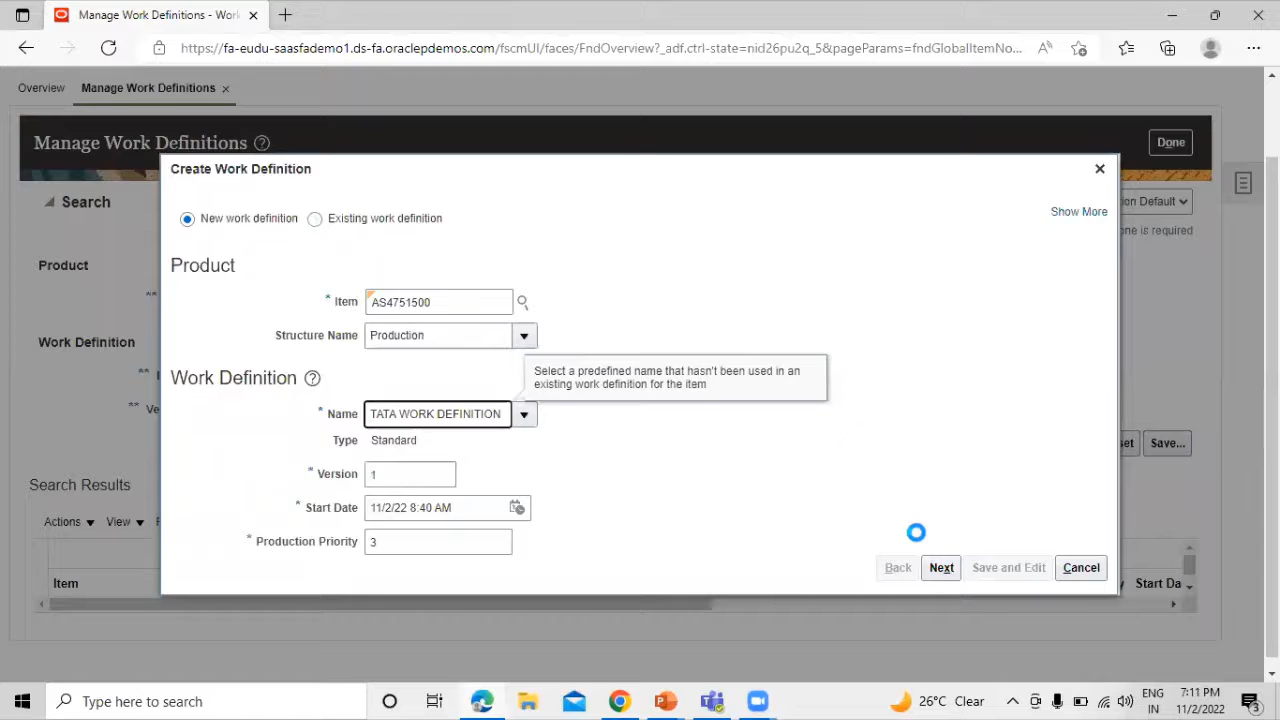 Manage Work Definitions - Work
https://fa-eudu-saasfademo1.ds-fa.oraclepdemos.com/fscmUI/faces/FndOverview?_adf.ctrl-state=nici26pu2q_5&pageParams=fndGlobalItemNo...
Overview Manage Work Definitions
Manage Work Definitions
Done
Create Work Definition
Search
on Default
New work definition Existing work definition
Show More
one is required
Product
Product
** * Item AS4751500
Structure Name Production
Work Definition
Select a predefined name that hasn't been used in an
existing work definition for the item
Work Definition
** * Name TATA WORK DEFINITION
** Ve
Type Standard
set Save...
* Version 1
Search Results
* Start Date 11/2/22 8:40 AM
Actions View
* Production Priority 3
Back Next Save and Edit Cancel
Item
Start Da
Type here to search
26°C Clear
ENG
IN
7:11 PM
11/2/2022
3